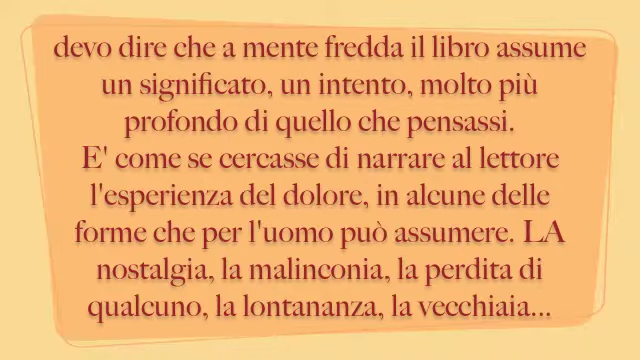 devo dire che a mente fredda il libro assume
un significato, un intento, molto più
profondo di quello che pensassi.
E' come se cercasse di narrare al lettore
l'esperienza del dolore, in alcune delle
forme che per l'uomo può assumere. LA
nostalgia, la malinconia, la perdita di
qualcuno, la lontananza, la vecchiaia...